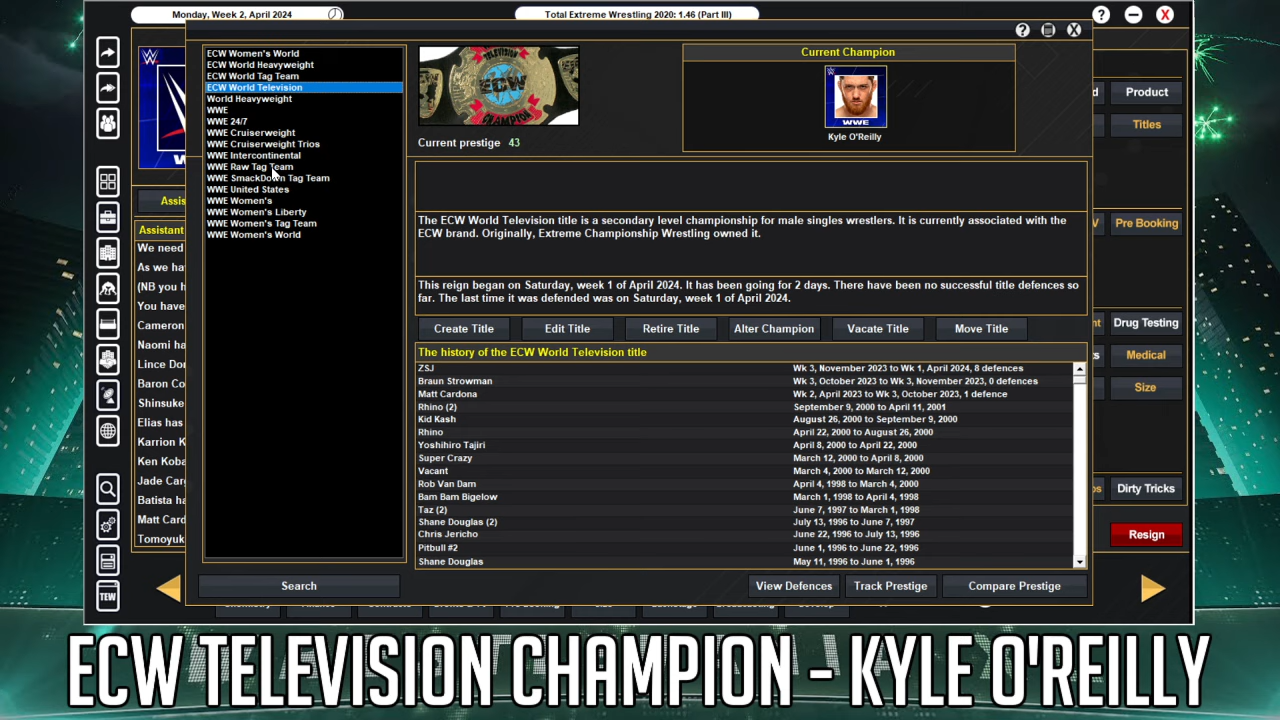 Monday, Week 2, April 2024
Total Extreme Wrestling 2020: 1.46 (Part III)
ECW Women's World
ECW World Heavyweight
ECW World Tag Team
ECW World Television
World Heavyweight
WWE
WWE 24/7
WWE Cruiserweight
WWE Cruiserweight Trios
WWE Intercontinental
WWE Raw Tag Team
WWE SmackDown Tag Team
WWE United States
WWE Women's
WWE Women's Liberty
WWE Women's Tag Team
WWE Women's World
Search
TELEVISION
ECW
Current prestige 43
Current Champion
WWE
Kyle O'Reilly
The ECW World Television title is a secondary level championship for male singles wrestlers. It is currently associated with the
ECW brand. Originally, Extreme Championship Wrestling owned it.
This reign began on Saturday, week 1 of April 2024. It has been going for 2 days. There have been no successful title defences so
far. The last time it was defended was on Saturday, week 1 of April 2024.
Create Title
Edit Title
Retire Title
Alter Champion
Vacate Title
Move Title
The history of the ECW World Television title
ZSJ Wk 3, November 2023 to Wk 1, April 2024, 8 defences
Braun Strowman Wk 3, October 2023 to Wk 3, November 2023, 0 defences
Matt Cardona Wk 2, April 2023 to Wk 3, October 2023, 1 defence
Rhino (2) September 9, 2000 to April 11, 2001
Kid Kash August 26, 2000 to September 9, 2000
Rhino April 22, 2000 to August 26, 2000
Yoshihiro Tajiri April 8, 2000 to April 22, 2000
Super Crazy March 12, 2000 to April 8, 2000
Vacant March 4, 2000 to March 12, 2000
Rob Van Dam April 4, 1998 to March 4, 2000
Bam Bam Bigelow March 1, 1998 to April 4, 1998
Taz (2) June 7, 1997 to March 1, 1998
Shane Douglas (2) July 13, 1996 to June 7, 1997
Chris Jericho June 22, 1996 to July 13, 1996
Pitbull #2 June 1, 1996 to June 22, 1996
Shane Douglas May 11, 1996 to June 1, 1996
View Defences
Track Prestige
Compare Prestige
Assis
Assistant
We need
As we ha
(NB you h
You have
Cameron
Naomi ha
Lince Do
Baron Co
Shinsuke
Elias has
Karrion K
Ken Koba
Jade Carg
Batista ha
Matt Card
Tomoyuk
TEW
Product
Titles
Pre Booking
Drug Testing
Medical
Size
Dirty Tricks
Resign
ECW TELEVISION CHAMPION - KYLE O'REILLY